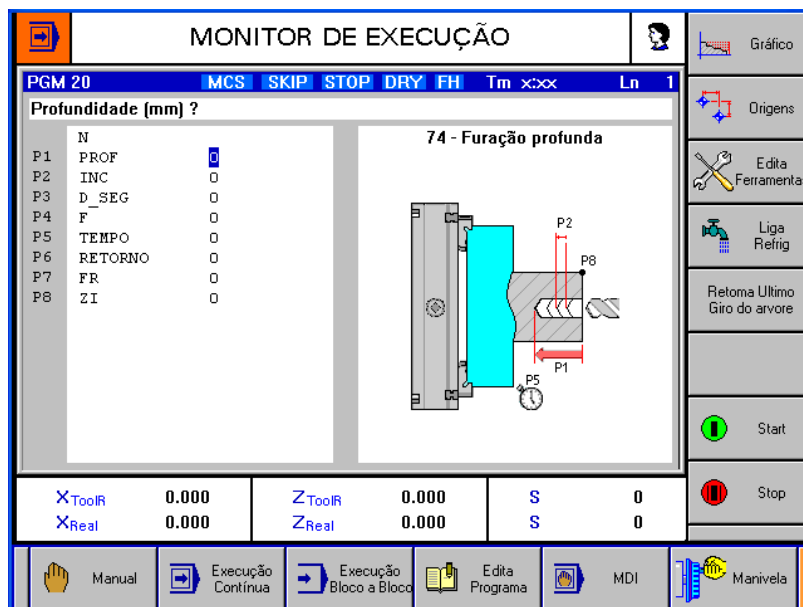 MONITOR DE EXECUÇÃO
PGM 20 MCS SKIP STOP DRY FH Tm x:xx Ln 1
Profundidade (mm) ?
N
P1 PROF 0
P2 INC 0
P3 D_SEG 0
P4 F 0
P5 TEMPO 0
P6 RETORNO 0
P7 FR 0
P8 ZI 0
74 - Furação profunda
P2
P8
P1
P5
X ToolR 0.000 Z ToolR 0.000 S 0
X Real 0.000 Z Real 0.000 S 0
Gráfico
Origens
Edita
Ferramenta
Liga
Refrig
Retoma Ultimo
Giro do arvore
Start
Stop
Manual
Execução
Contínua
Execução
Bloco a Bloco
Edita
Programa
MDI
Manivela